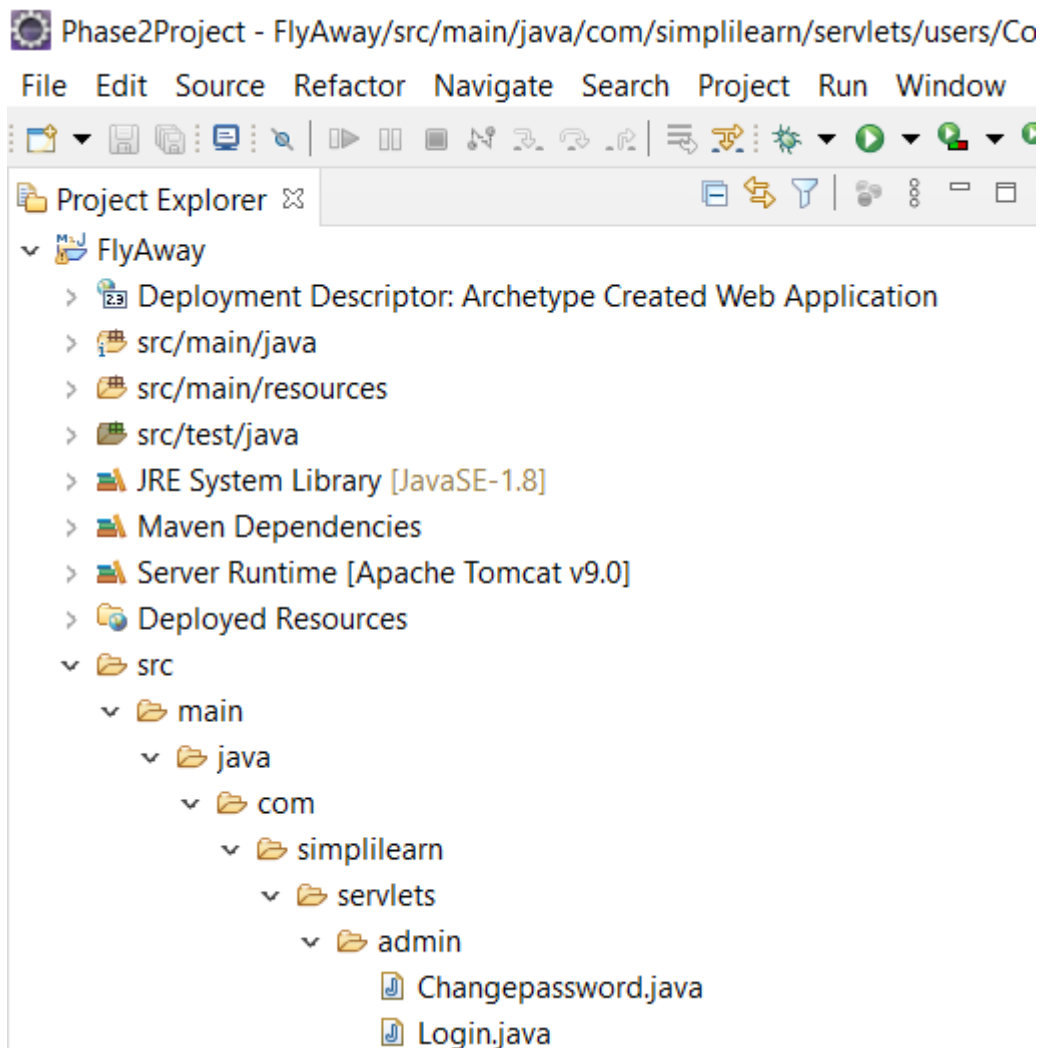 Phase2Project - FlyAway/src/main/java/com/simplilearn/servlets/users/Co
File Edit Source Refactor Navigate Search Project Run Window
Project Explorer
FlyAway
Deployment Descriptor: Archetype Created Web Application
src/main/java
src/main/resources
src/test/java
JRE System Library [JavaSE-1.8]
Maven Dependencies
Server Runtime [Apache Tomcat v9.0]
Deployed Resources
src
main
java
com
simplilearn
servlets
admin
Changepassword.java
Login.java